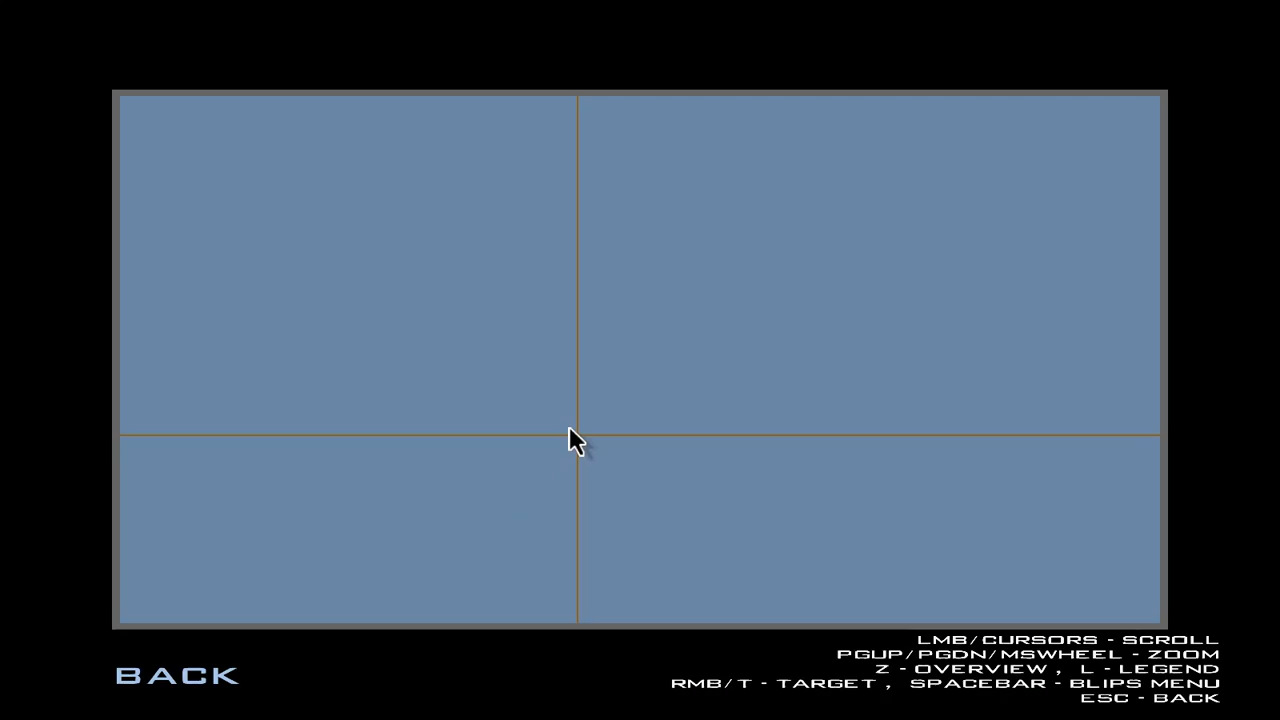 LMB/CURSORS - SCROLL
PGUP/PGDN/MSWHEEL - ZOOM
Z - OVERVIEW , L - LEGEND
RMB/T - TARGET , SPACEBAR - BLIPS MENU
ESC - BACK
BACK